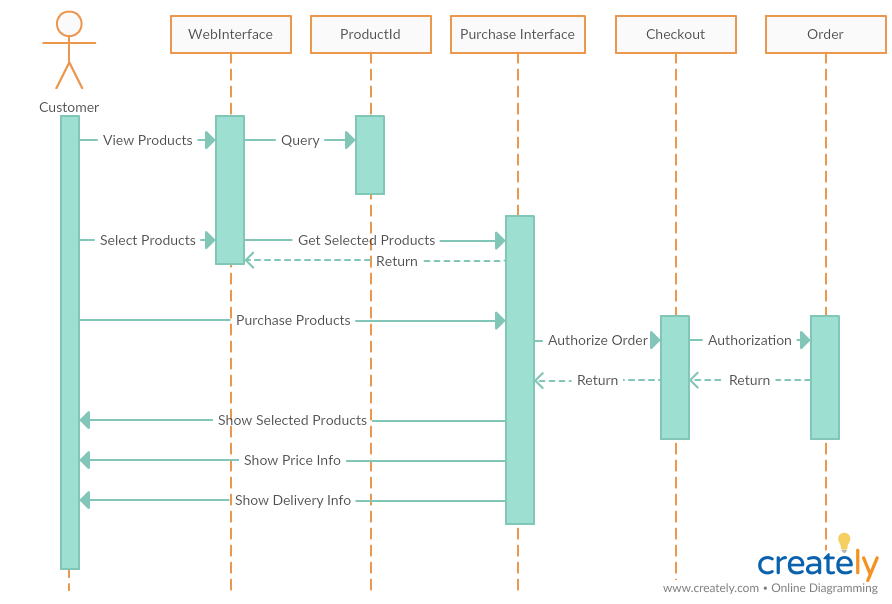 WebInterface
ProductId
Purchase Interface
Checkout
Order
Customer
View Products
Query
Select Products
Get Selected Products
Return
Purchase Products
Authorize Order
Authorization
Return
Return
Show Selected Products
Show Price Info
Show Delivery Info
creately
www.creately.com • Online Diagramming